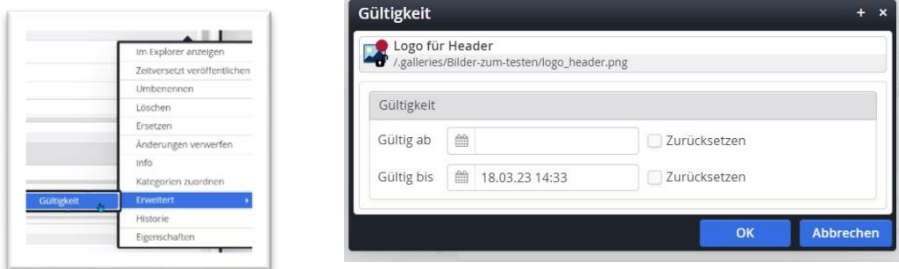 Im Explorer anzeigen
Zeitversetzt veröffentlichen
Umbenennen
Löschen
Ersetzen
Änderungen verwerfen
Info
Kategorien zuordnen
Gültigkeit
Erweitert
Historie
Eigenschaften
Gültigkeit
Logo für Header
/.galleries/Bilder-zum-testen/logo_header.png
Gültigkeit
Gültig ab Zurücksetzen
Gültig bis 18.03.23 14:33 Zurücksetzen
OK Abbrechen